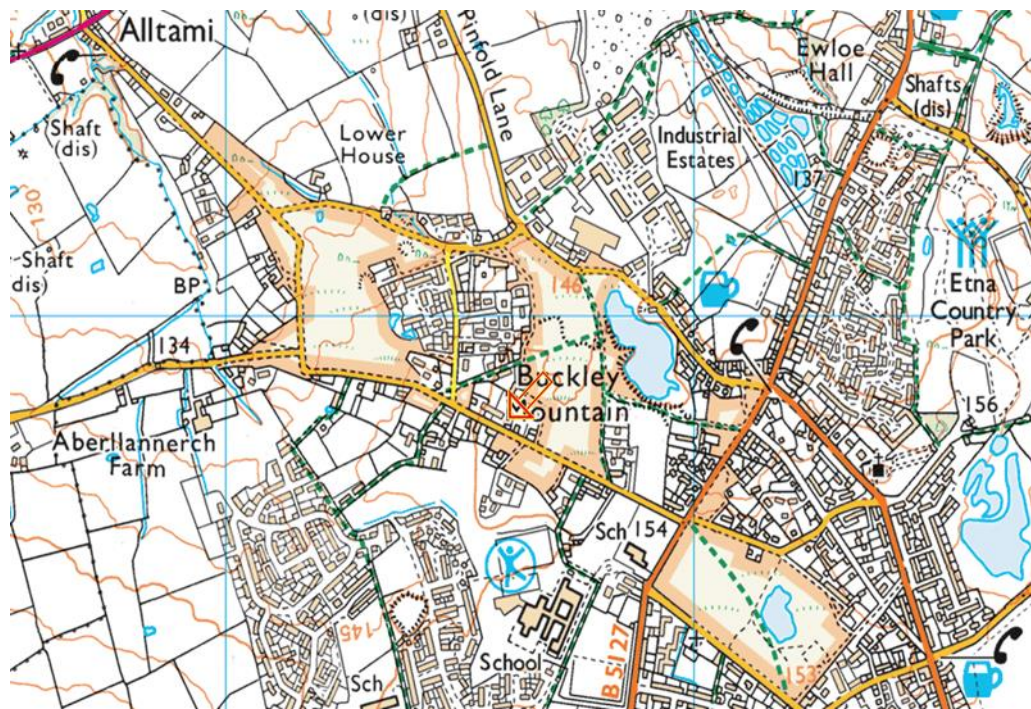 Alltami
(dis)
Pinfold Lane
Ewloe
Hall
Shafts
(dis)
Shaft
(dis)
Lower
House
Industrial
Estates
137
130
Shaft
dis)
BP
146
Etna
Country
Park
134
Buckley
Mountain
156
Aberllannerch
Farm
Sch 154
145
School
B 5127
Sch
153